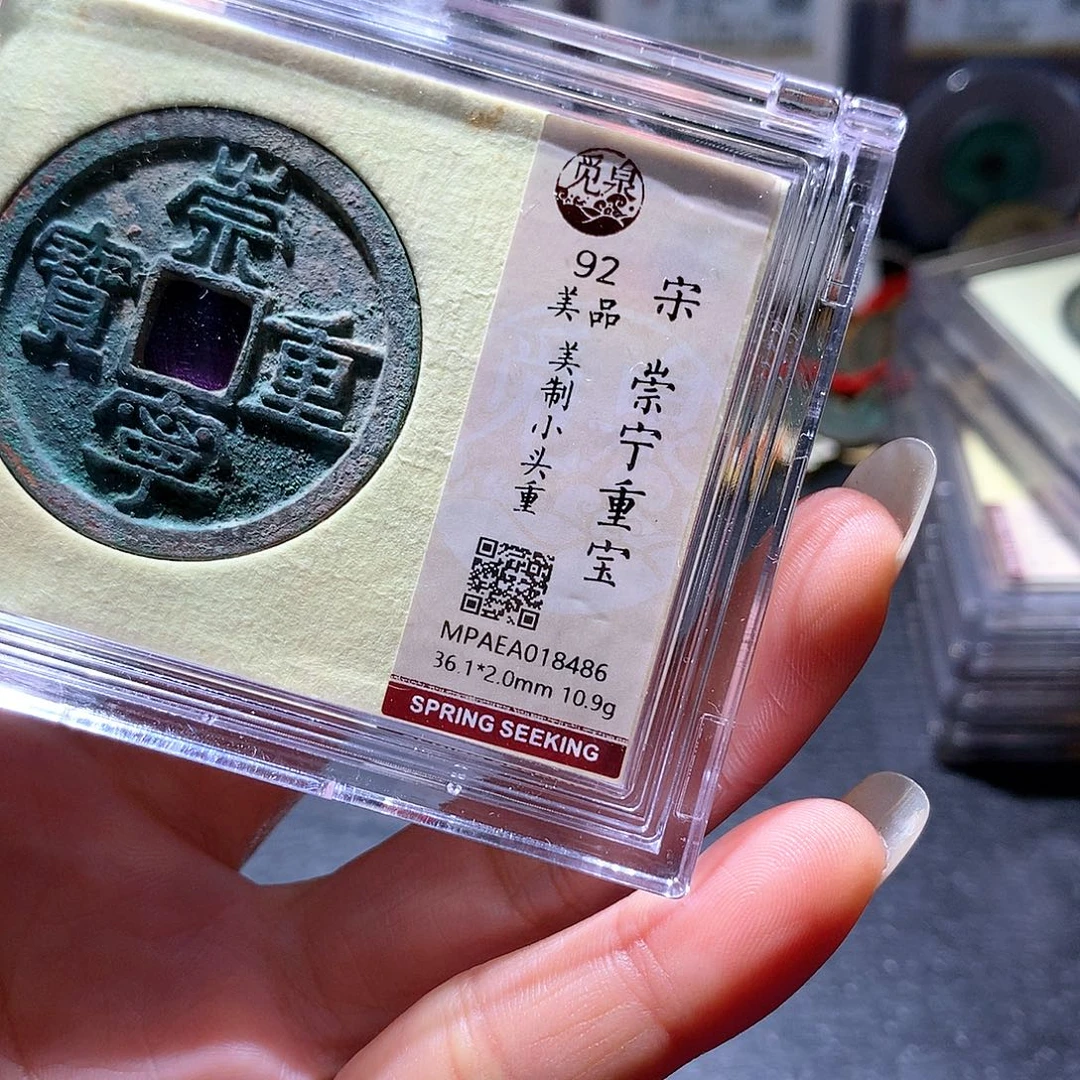 崇
重
寧
寶
觅泉
92
美品
宋 崇宁重宝
美制小头重
MPAEA018486
36.1*2.0mm 10.9g
SPRING SEEKING